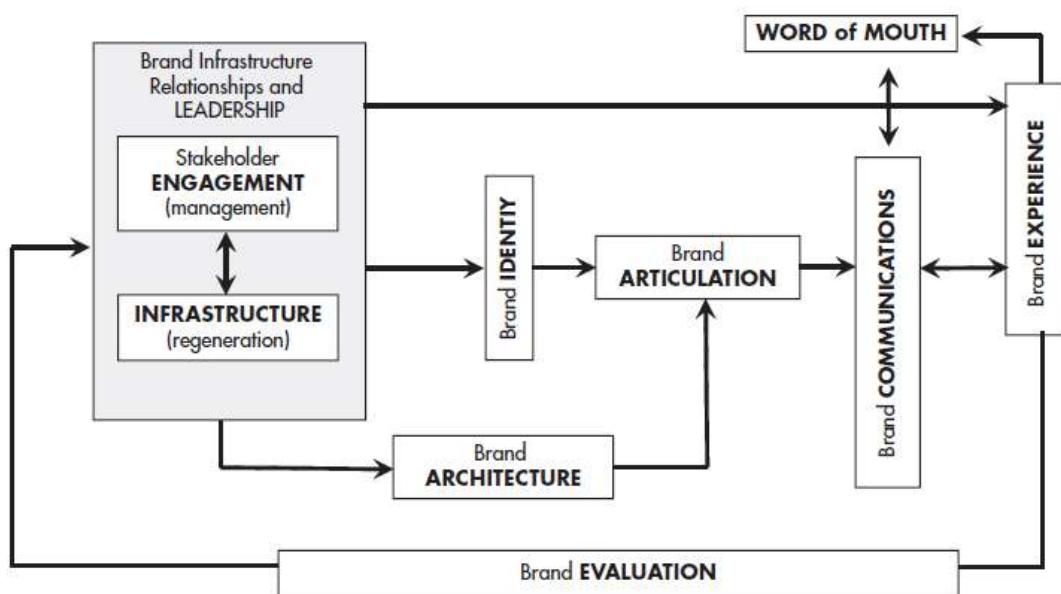 WORD of MOUTH
Brand Infrastructure
Relationships and
LEADERSHIP
Stakeholder
ENGAGEMENT
(management)
INFRASTRUCTURE
(regeneration)
Brand IDENTIY
Brand
ARTICULATION
Brand COMMUNICATIONS
Brand EXPERIENCE
Brand
ARCHITECTURE
Brand EVALUATION